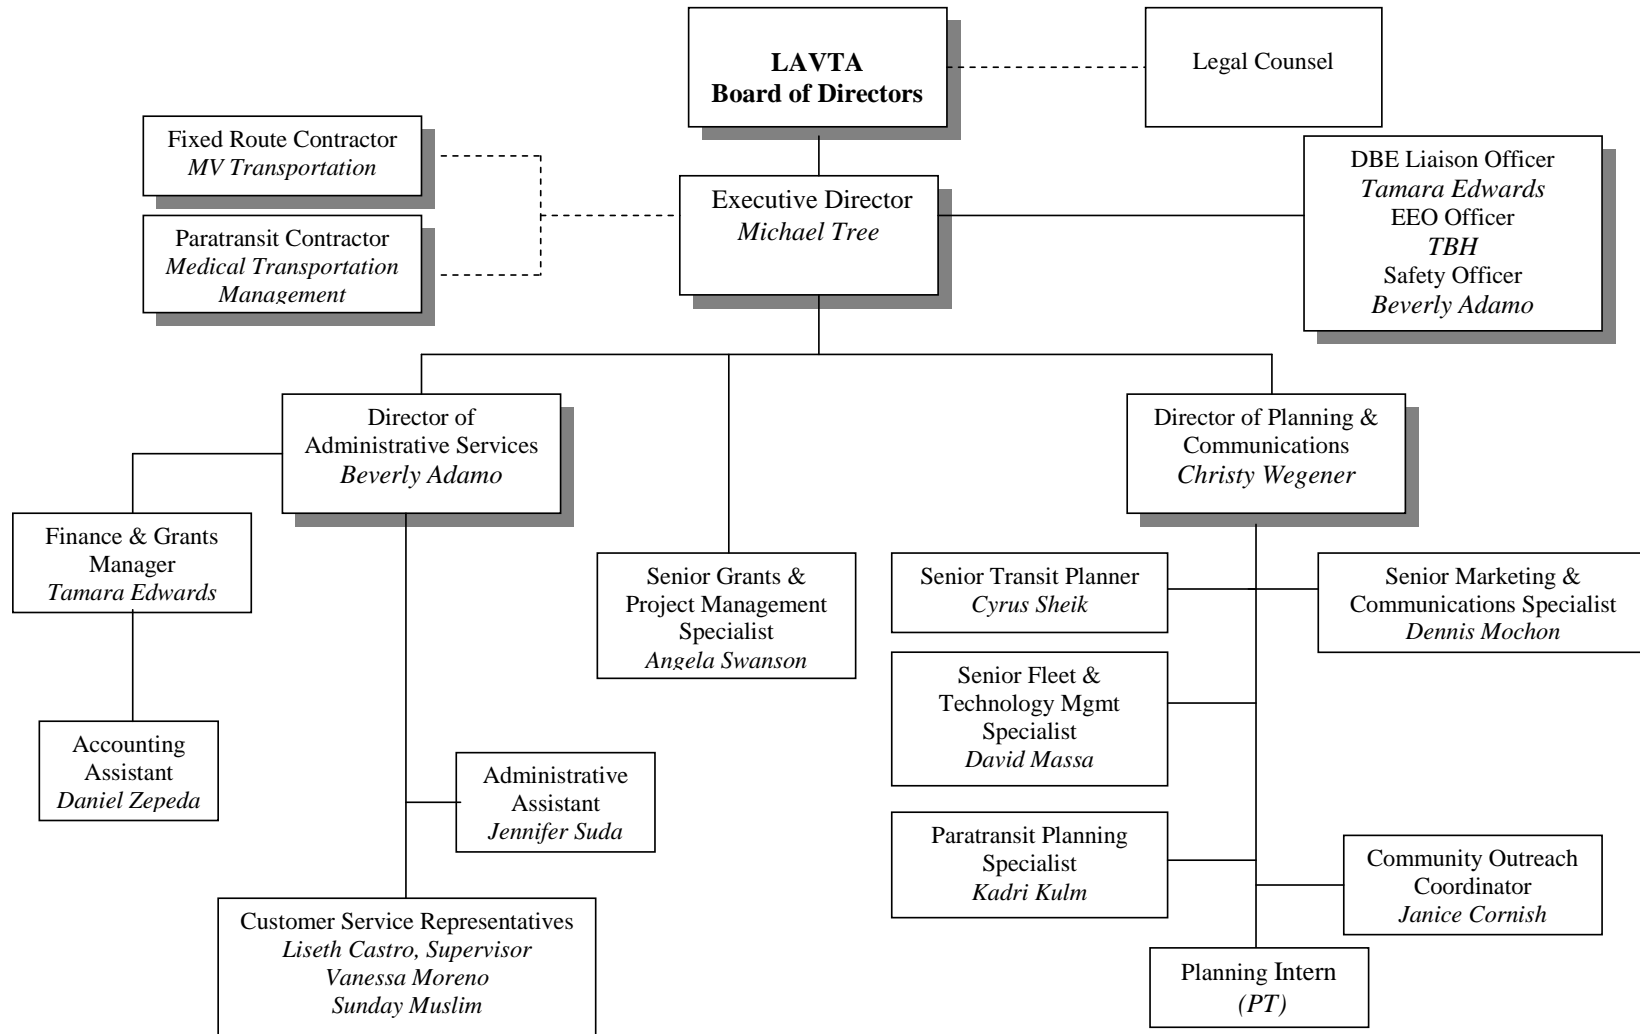 LAVTA
Board of Directors
Legal Counsel
Fixed Route Contractor
MV Transportation
Paratransit Contractor
Medical Transportation
Management
Executive Director
Michael Tree
DBE Liaison Officer
Tamara Edwards
EEO Officer
TBH
Safety Officer
Beverly Adamo
Director of
Administrative Services
Beverly Adamo
Director of Planning &
Communications
Christy Wegener
Finance & Grants
Manager
Tamara Edwards
Senior Grants &
Project Management
Specialist
Angela Swanson
Senior Transit Planner
Cyrus Sheik
Senior Marketing &
Communications Specialist
Dennis Mochon
Senior Fleet &
Technology Mgmt
Specialist
David Massa
Accounting
Assistant
Daniel Zepeda
Administrative
Assistant
Jennifer Suda
Paratransit Planning
Specialist
Kadri Kulm
Community Outreach
Coordinator
Janice Cornish
Customer Service Representatives
Liseth Castro, Supervisor
Vanessa Moreno
Sunday Muslim
Planning Intern
(PT)